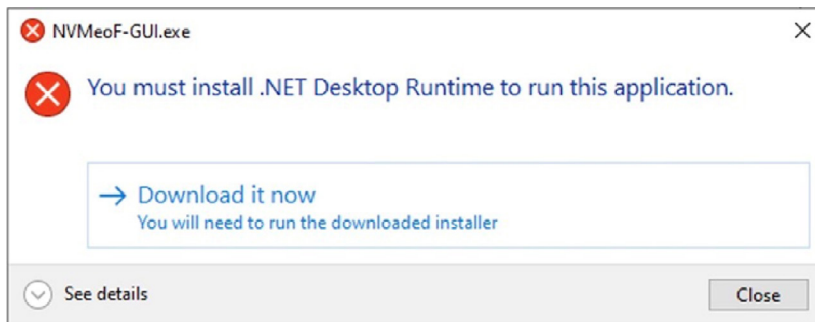 NVMeoF-GUI.exe
You must install .NET Desktop Runtime to run this application.
Download it now
You will need to run the downloaded installer
See details
Close